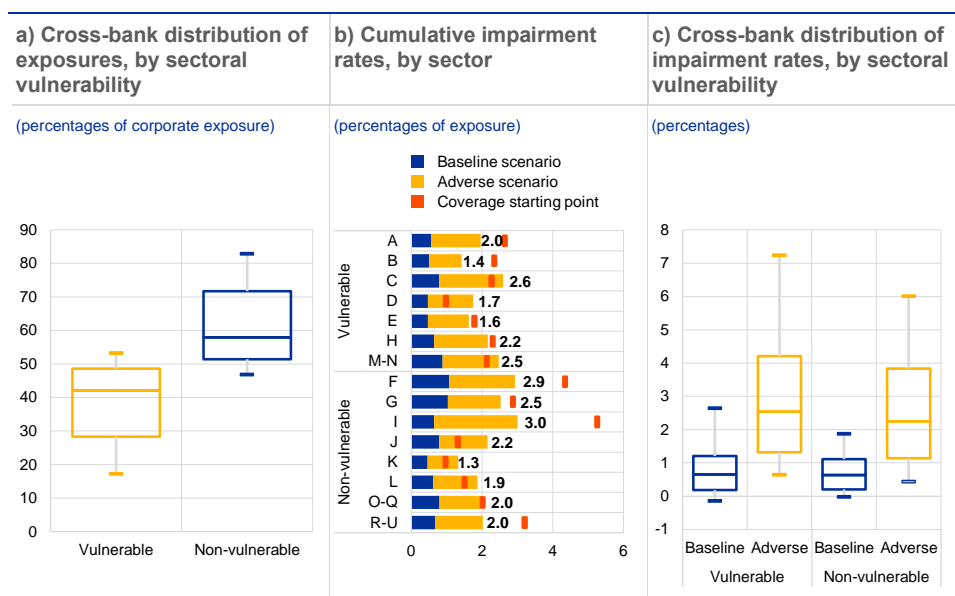 a) Cross-bank distribution of
exposures, by sectoral
vulnerability
(percentages of corporate exposure)
90
80
70
60
50
40
30
20
10
0
Vulnerable
Non-vulnerable
b) Cumulative impairment
rates, by sector
(percentages of exposure)
Baseline scenario
Adverse scenario
Coverage starting point
Vulnerable
A 2.0
B 1.4
C 2.6
D 1.7
E 1.6
H 2.2
M-N 2.5
Non-vulnerable
F 2.9
G 2.5
I 3.0
J 2.2
K 1.3
L 1.9
O-Q 2.0
R-U 2.0
0 2 4 6
c) Cross-bank distribution of
impairment rates, by sectoral
vulnerability
(percentages)
8
7
6
5
4
3
2
1
0
-1
Baseline Adverse Baseline Adverse
Vulnerable Non-vulnerable